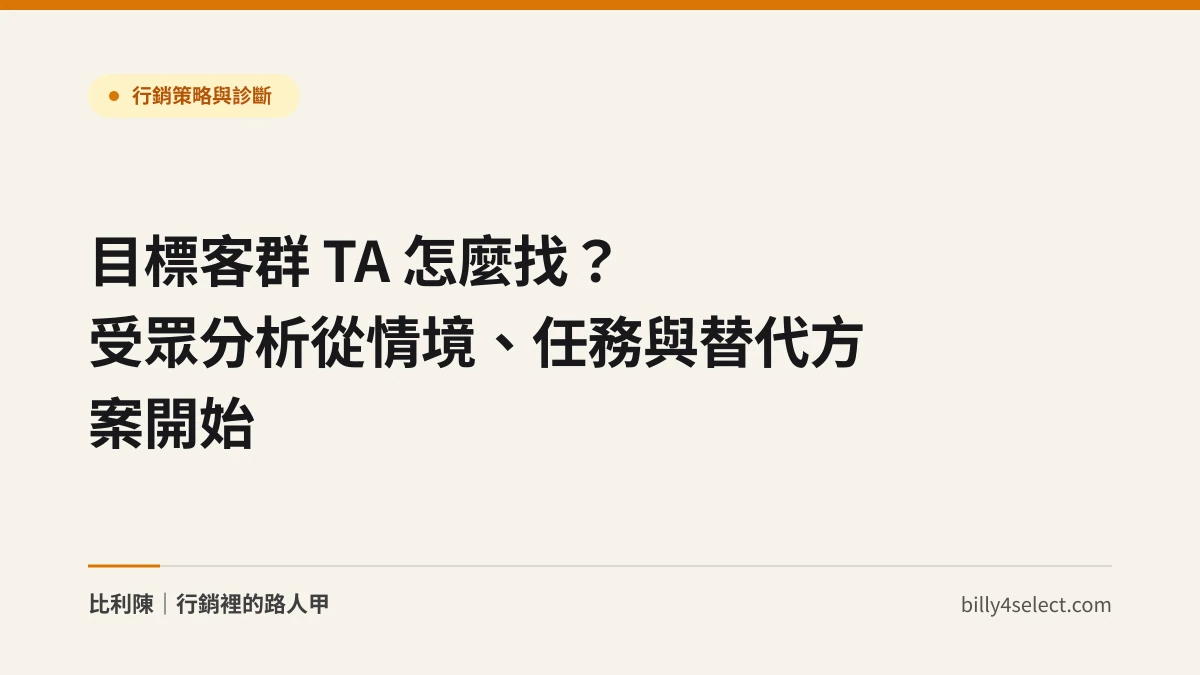 行銷策略與診斷
目標客群 TA 怎麼找？
受眾分析從情境、任務與替代方
案開始
比利陳｜行銷裡的路人甲
billy4select.com